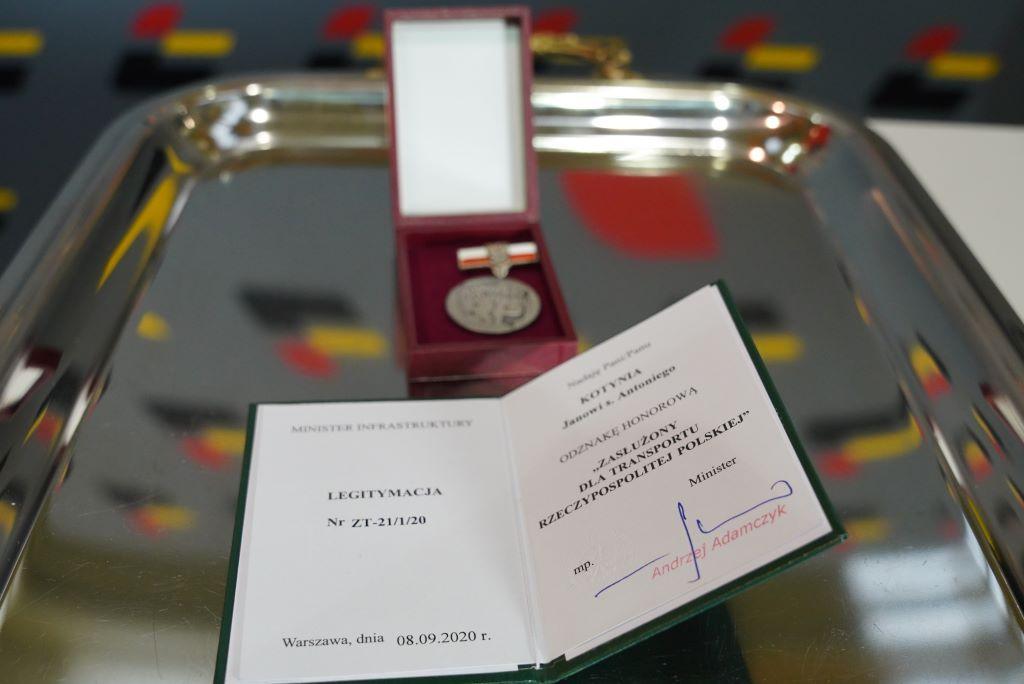 MINISTER INFRASTRUKTURY
LEGITYMACJA
Nr ZT-21/1/20
Warszawa, dnia 08.09.2020 r.
Nadaję Pani/Panu
KOTYNIA
Janowi s. Antoniego
ODZNAKĘ HONOROWĄ
„ZASŁUŻONY
DLA TRANSPORTU
RZECZYPOSPOLITEJ POLSKIEJ”
Minister
mp.
Andrzej Adamczyk